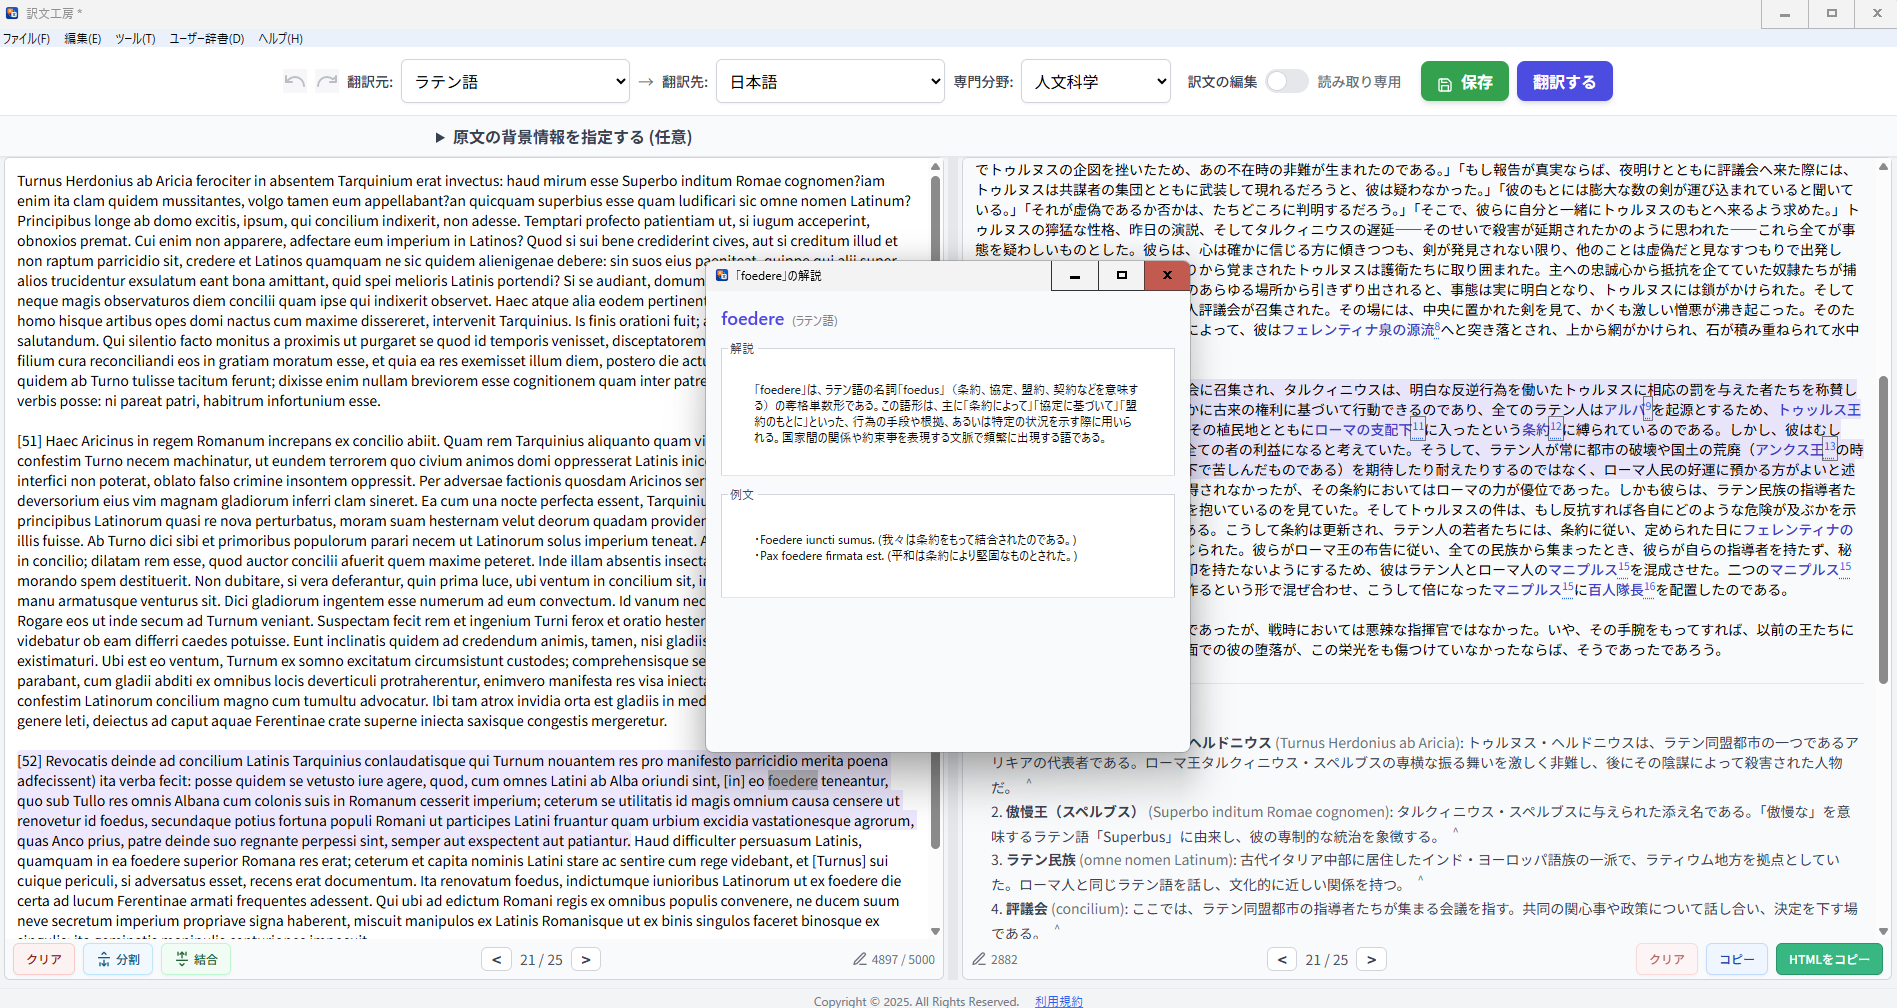 訳文工房 *
ファイル(F) 編集(E) ツール(T) ユーザー辞書(D) ヘルプ(H)
翻訳元: ラテン語 → 翻訳先: 日本語 専門分野: 人文科学 訳文の編集 読み取り専用 保存 翻訳する
▶ 原文の背景情報を指定する (任意)
Turnus Herdonius ab Aricia ferociter in absentem Tarquinium erat invectus: haud mirum esse Superbo inditum Romae cognomen?iam
enim ita clam quidem mussitantes, volgo tamen eum appellabant?an quicquam superbius esse quam ludificari sic omne nomen Latinum?
Principibus longe ab domo excitis, ipsum, qui concilium indixerit, non adesse. Temptari profecto patientiam ut, si iugum acceperint,
obnoxios premat. Cui enim non apparere, adfectare eum imperium in Latinos? Quod si sui bene crediderint cives, aut si creditum illud et
non raptum parricidio sit, credere et Latinos quamquam ne sic quidem alienigenae debere: sin suos eius paeniteat, quippe qui alii super
alios trucidentur exsulatum eant bona amittant, quid spei melioris Latinis portendi? Si se audiant, domum
neque magis observaturos diem concilii quam ipse qui indixerit observet. Haec atque alia eodem pertinent
homo hisque artibus opes domi nactus cum maxime dissereret, intervenit Tarquinius. Is finis orationi fuit; a
salutandum. Qui silentio facto monitus a proximis ut purgaret se quod id temporis venisset, disceptatorem
filium cura reconciliandi eos in gratiam moratum esse, et quia ea res exemisset illum diem, postero die actu
quidem ab Turno tulisse tacitum ferunt; dixisse enim nullam breviorem esse cognitionem quam inter patre
verbis posse: ni pareat patri, habiturum infortunium esse.
[51] Haec Aricinus in regem Romanum increpans ex concilio abiit. Quam rem Tarquinius aliquanto quam vi
confestim Turno necem machinatur, ut eundem terrorem quo civium animos domi oppresserat Latinis inic
interfici non poterat, oblato falso crimine insontem oppressit. Per adversae factionis quosdam Aricinos ser
deversorium eius vim magnam gladiorum inferri clam sineret. Ea cum una nocte perfecta essent, Tarquiniu
principibus Latinorum quasi re nova perturbatus, moram suam hesternam velut deorum quadam provider
illis fuisse. Ab Turno dici sibi et primoribus populorum parari necem ut Latinorum solus imperium teneat. A
in concilio; dilatam rem esse, quod auctor concilii afuerit quem maxime peteret. Inde illam absentis insecta
morando spem destituerit. Non dubitare, si vera deferantur, quin prima luce, ubi ventum in concilium sit, in
manu armatusque venturus sit. Dici gladiorum ingentem esse numerum ad eum convectum. Id vanum nec
Rogare eos ut inde secum ad Turnum veniant. Suspectam fecit rem et ingenium Turni ferox et oratio hester
videbatur ob eam differri caedes potuisse. Eunt inclinatis quidem ad credendum animis, tamen, nisi gladiis
existimaturi. Ubi est eo ventum, Turnum ex somno excitatum circumsistunt custodes; comprehensisque se
parabant, cum gladii abditi ex omnibus locis deverticuli protraherentur, enimvero manifesta res visa iniecta
confestim Latinorum concilium magno cum tumultu advocatur. Ibi tam atrox invidia orta est gladiis in med
genere leti, deiectus ad caput aquae Ferentinae crate superne iniecta saxisque congestis mergeretur.
[52] Revocatis deinde ad concilium Latinis Tarquinius conlaudatisque qui Turnum nouantem res pro manifesto parricidio merita poena
adfecissent) ita verba fecit: posse quidem se vetusto iure agere, quod, cum omnes Latini ab Alba oriundi sint, [in] eo foedere teneantur,
quo sub Tullo res omnis Albana cum colonis suis in Romanum cesserit imperium; ceterum se utilitatis id magis omnium causa censere ut
renovetur id foedus, secundaque potius fortuna populi Romani ut participes Latini fruantur quam urbium excidia vastationesque agrorum,
quas Anco prius, patre deinde suo regnante perpessi sint, semper aut exspectent aut patiantur. Haud difficulter persuasum Latinis,
quamquam in ea foedere superior Romana res erat; ceterum et capita nominis Latini stare ac sentire cum rege videbant, et [Turnus] sui
cuique periculi, si adversatus esset, recens erat documentum. Ita renovatum foedus, indictumque iunioribus Latinorum ut ex foedere die
certa ad lucum Ferentinae armati frequentes adessent. Qui ubi ad edictum Romani regis ex omnibus populis convenere, ne ducem suum
neve secretum imperium propriave signa haberent, miscuit manipulos ex Latinis Romanisque ut ex binis singulos faceret binosque ex
クリア 分割 結合 < 21 / 25 > 4897 / 5000
でトゥルヌスの企図を挫いたため、あの不在時の非難が生まれたのである。」「もし報告が真実ならば、夜明けとともに評議会へ来た際には、
トゥルヌスは共謀者の集団とともに武装して現れるだろうと、彼は疑わなかった。」「彼のもとには膨大な数の剣が運び込まれていると聞いて
いる。」「それが虚偽であるか否かは、たちどころに判明するだろう。」「そこで、彼らに自分と一緒にトゥルヌスのもとへ来るよう求めた。」ト
ゥルヌスの獰猛な性格、昨日の演説、そしてタルクィニウスの遅延——そのせいで殺害が延期されたかのように思われた——これら全てが事
態を疑わしいものとした。彼らは、心は確かに信じる方に傾きつつも、剣が発見されない限り、他のことは虚偽だと見なすつもりで出発し
りから覚まされたトゥルヌスは護衛たちに取り囲まれた。主への忠誠心から抵抗を企てていた奴隷たちが捕
のあらゆる場所から引きずり出されると、事態は実に明白となり、トゥルヌスには鎖がかけられた。そして
人評議会が召集された。その場には、中央に置かれた剣を見て、かくも激しい憎悪が沸き起こった。そのた
によって、彼はフェレンティナ泉の源流8へと突き落とされ、上から網がかけられ、石が積み重ねられて水中
会に召集され、タルクィニウスは、明白な反逆行為を働いたトゥルヌスに相応の罰を与えた者たちを称賛し
かに古来の権利に基づいて行動できるのであり、全てのラテン人はアルバ9を起源とするため、トゥッルス王
その植民地とともにローマの支配下11に入ったという条約12に縛られているのである。しかし、彼はむし
全ての者の利益になると考えていた。そうして、ラテン人が常に都市の破壊や国土の荒廃（アンクス王13の時
下で苦しんだものである）を期待したり耐えたりするのではなく、ローマ人民の好運に預かる方がよいと述
得されなかったが、その条約においてはローマの力が優位であった。しかも彼らは、ラテン民族の指導者た
を抱いているのを見ていた。そしてトゥルヌスの件は、もし反抗すれば各自にどのような危険が及ぶかを示
ある。こうして条約は更新され、ラテン人の若者たちには、条約に従い、定められた日にフェレンティナの
じられた。彼らがローマ王の布告に従い、全ての民族から集まったとき、彼らが自らの指導者を持たず、秘
印を持たないようにするため、彼はラテン人とローマ人のマニプルス15を混成させた。二つのマニプルス15
作るという形で混ぜ合わせ、こうして倍になったマニプルス15に百人隊長16を配置したのである。
であったが、戦時においては悪辣な指揮官ではなかった。いや、その手腕をもってすれば、以前の王たちに
面での彼の堕落が、この栄光をも傷つけていなかったならば、そうであったであろう。
ヘルドニウス (Turnus Herdonius ab Aricia): トゥルヌス・ヘルドニウスは、ラテン同盟都市の一つであるア
リキアの代表者である。ローマ王タルクィニウス・スペルブスの専横な振る舞いを激しく非難し、後にその陰謀によって殺害された人物
だ。 ^
2. 傲慢王（スペルブス） (Superbo inditum Romae cognomen): タルクィニウス・スペルブスに与えられた添え名である。「傲慢な」を意
味するラテン語「Superbus」に由来し、彼の専制的な統治を象徴する。 ^
3. ラテン民族 (omne nomen Latinum): 古代イタリア中部に居住したインド・ヨーロッパ語族の一派で、ラティウム地方を拠点としてい
た。ローマ人と同じラテン語を話し、文化的に近しい関係を持つ。 ^
4. 評議会 (concilium): ここでは、ラテン同盟都市の指導者たちが集まる会議を指す。共同の関心事や政策について話し合い、決定を下す場
である。 ^
2882 < 21 / 25 > クリア コピー HTMLをコピー
「foedere」の解説
foedere (ラテン語)
解説
「foedere」は、ラテン語の名詞「foedus」（条約、協定、盟約、契約などを意味す
る）の奪格単数形である。この語形は、主に「条約によって」「協定に基づいて」「盟
約のもとに」といった、行為の手段や根拠、あるいは特定の状況を示す際に用いら
れる。国家間の関係や約束事を表現する文脈で頻繁に出現する語である。
例文
・Foedere iuncti sumus. (我々は条約をもって結合されたのである。)
・Pax foedere firmata est. (平和は条約により堅固なものとされた。)
Copyright © 2025. All Rights Reserved. 利用規約